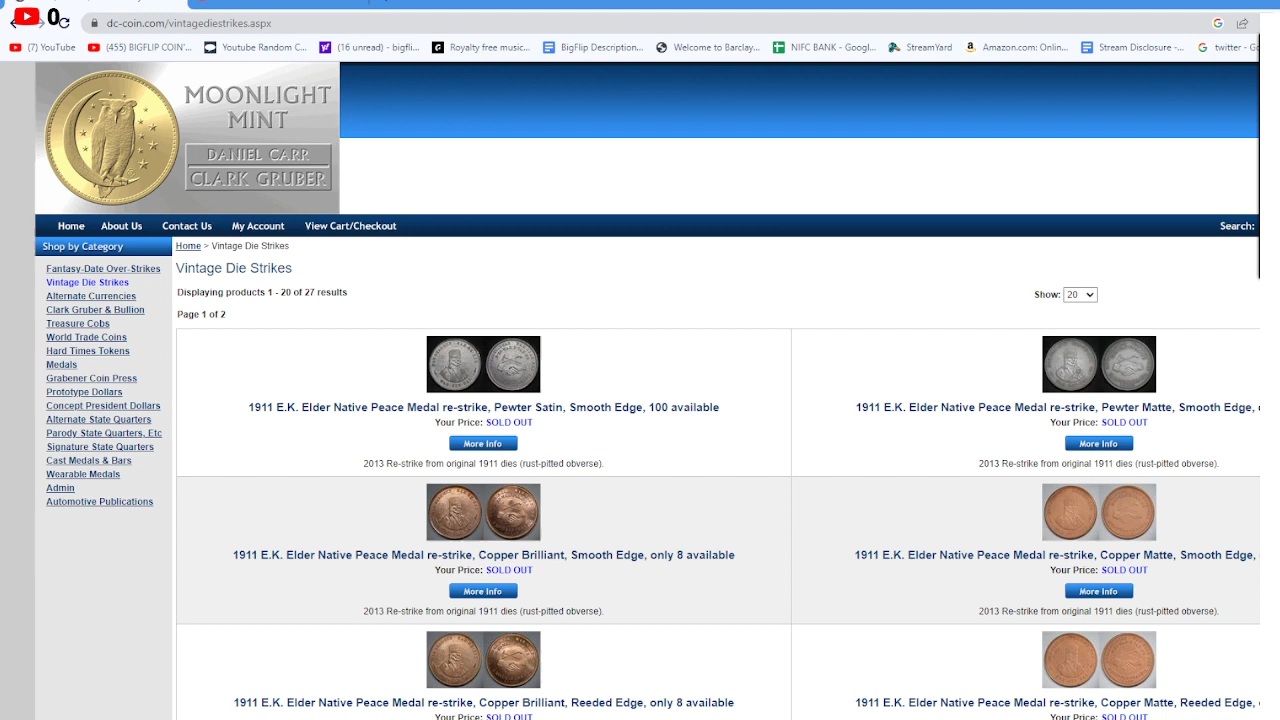 0
dc-coin.com/vintagediestrikes.aspx
(7) YouTube
(455) BIGFLIP COIN'...
Youtube Random C...
(16 unread) - bigfli...
Royalty free music...
BigFlip Description...
Welcome to Barclay...
NIFC BANK - Googl...
StreamYard
Amazon.com: Onlin...
Stream Disclosure -...
twitter - Go
MOONLIGHT
MINT
DANIEL CARR
CLARK GRUBER
Home About Us Contact Us My Account View Cart/Checkout Search:
Shop by Category
Fantasy-Date Over-Strikes
Vintage Die Strikes
Alternate Currencies
Clark Gruber & Bullion
Treasure Cobs
World Trade Coins
Hard Times Tokens
Medals
Grabener Coin Press
Prototype Dollars
Concept President Dollars
Alternate State Quarters
Parody State Quarters, Etc
Signature State Quarters
Cast Medals & Bars
Wearable Medals
Admin
Automotive Publications
Home > Vintage Die Strikes
Vintage Die Strikes
Displaying products 1 - 20 of 27 results
Show: 20
Page 1 of 2
1911 E.K. Elder Native Peace Medal re-strike, Pewter Satin, Smooth Edge, 100 available
Your Price: SOLD OUT
More Info
2013 Re-strike from original 1911 dies (rust-pitted obverse).
1911 E.K. Elder Native Peace Medal re-strike, Pewter Matte, Smooth Edge,
Your Price: SOLD OUT
More Info
2013 Re-strike from original 1911 dies (rust-pitted obverse).
1911 E.K. Elder Native Peace Medal re-strike, Copper Brilliant, Smooth Edge, only 8 available
Your Price: SOLD OUT
More Info
2013 Re-strike from original 1911 dies (rust-pitted obverse).
1911 E.K. Elder Native Peace Medal re-strike, Copper Matte, Smooth Edge,
Your Price: SOLD OUT
More Info
2013 Re-strike from original 1911 dies (rust-pitted obverse).
1911 E.K. Elder Native Peace Medal re-strike, Copper Brilliant, Reeded Edge, only 8 available
Your Price: SOLD OUT
1911 E.K. Elder Native Peace Medal re-strike, Copper Matte, Reeded Edge,
Your Price: SOLD OUT